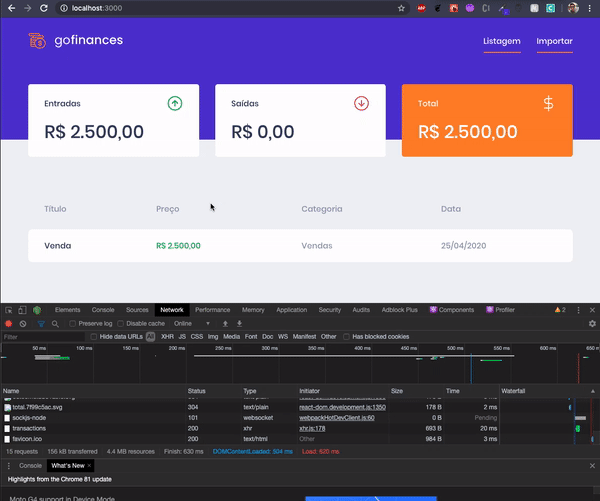 localhost:3000
gofinances
Listagem Importar
Entradas
R$ 2.500,00
Saídas
R$ 0,00
Total
R$ 2.500,00
Título Preço Categoria Data
Venda R$ 2.500,00 Vendas 25/04/2020
Elements Console Sources Network Performance Memory Application Security Audits Adblock Plus Components Profiler 2
Preserve log Disable cache Online
Filter Hide data URLs All XHR JS CSS Img Media Font Doc WS Manifest Other Has blocked cookies
50 ms 100 ms 150 ms 200 ms 250 ms 300 ms 350 ms 400 ms 450 ms 500 ms 550 ms 600 ms
Name Status Type Initiator Size Time Waterfall
total.7f99c5ac.svg 304 text/plain react-dom.development.js:1350 178 B 2 ms
sockjs-node 101 websocket webpackHotDevClient.js:60 0 B Pending
transactions 200 xhr xhr.js:178 693 B 20 ms
favicon.ico 200 text/html Other 984 B 3 ms
15 requests 156 kB transferred 4.4 MB resources Finish: 630 ms DOMContentLoaded: 504 ms Load: 620 ms
Console What's New
Highlights from the Chrome 81 update
Moto G4 support in Device Mode